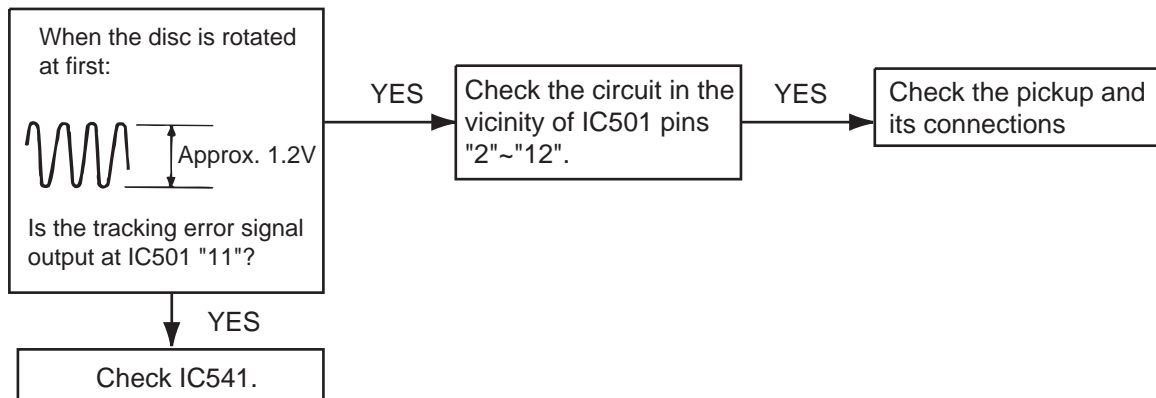 When the disc is rotated
at first:
Approx. 1.2V
Is the tracking error signal
output at IC501 "11"?
YES
Check the circuit in the
vicinity of IC501 pins
"2"~"12".
YES
Check the pickup and
its connections
YES
Check IC541.